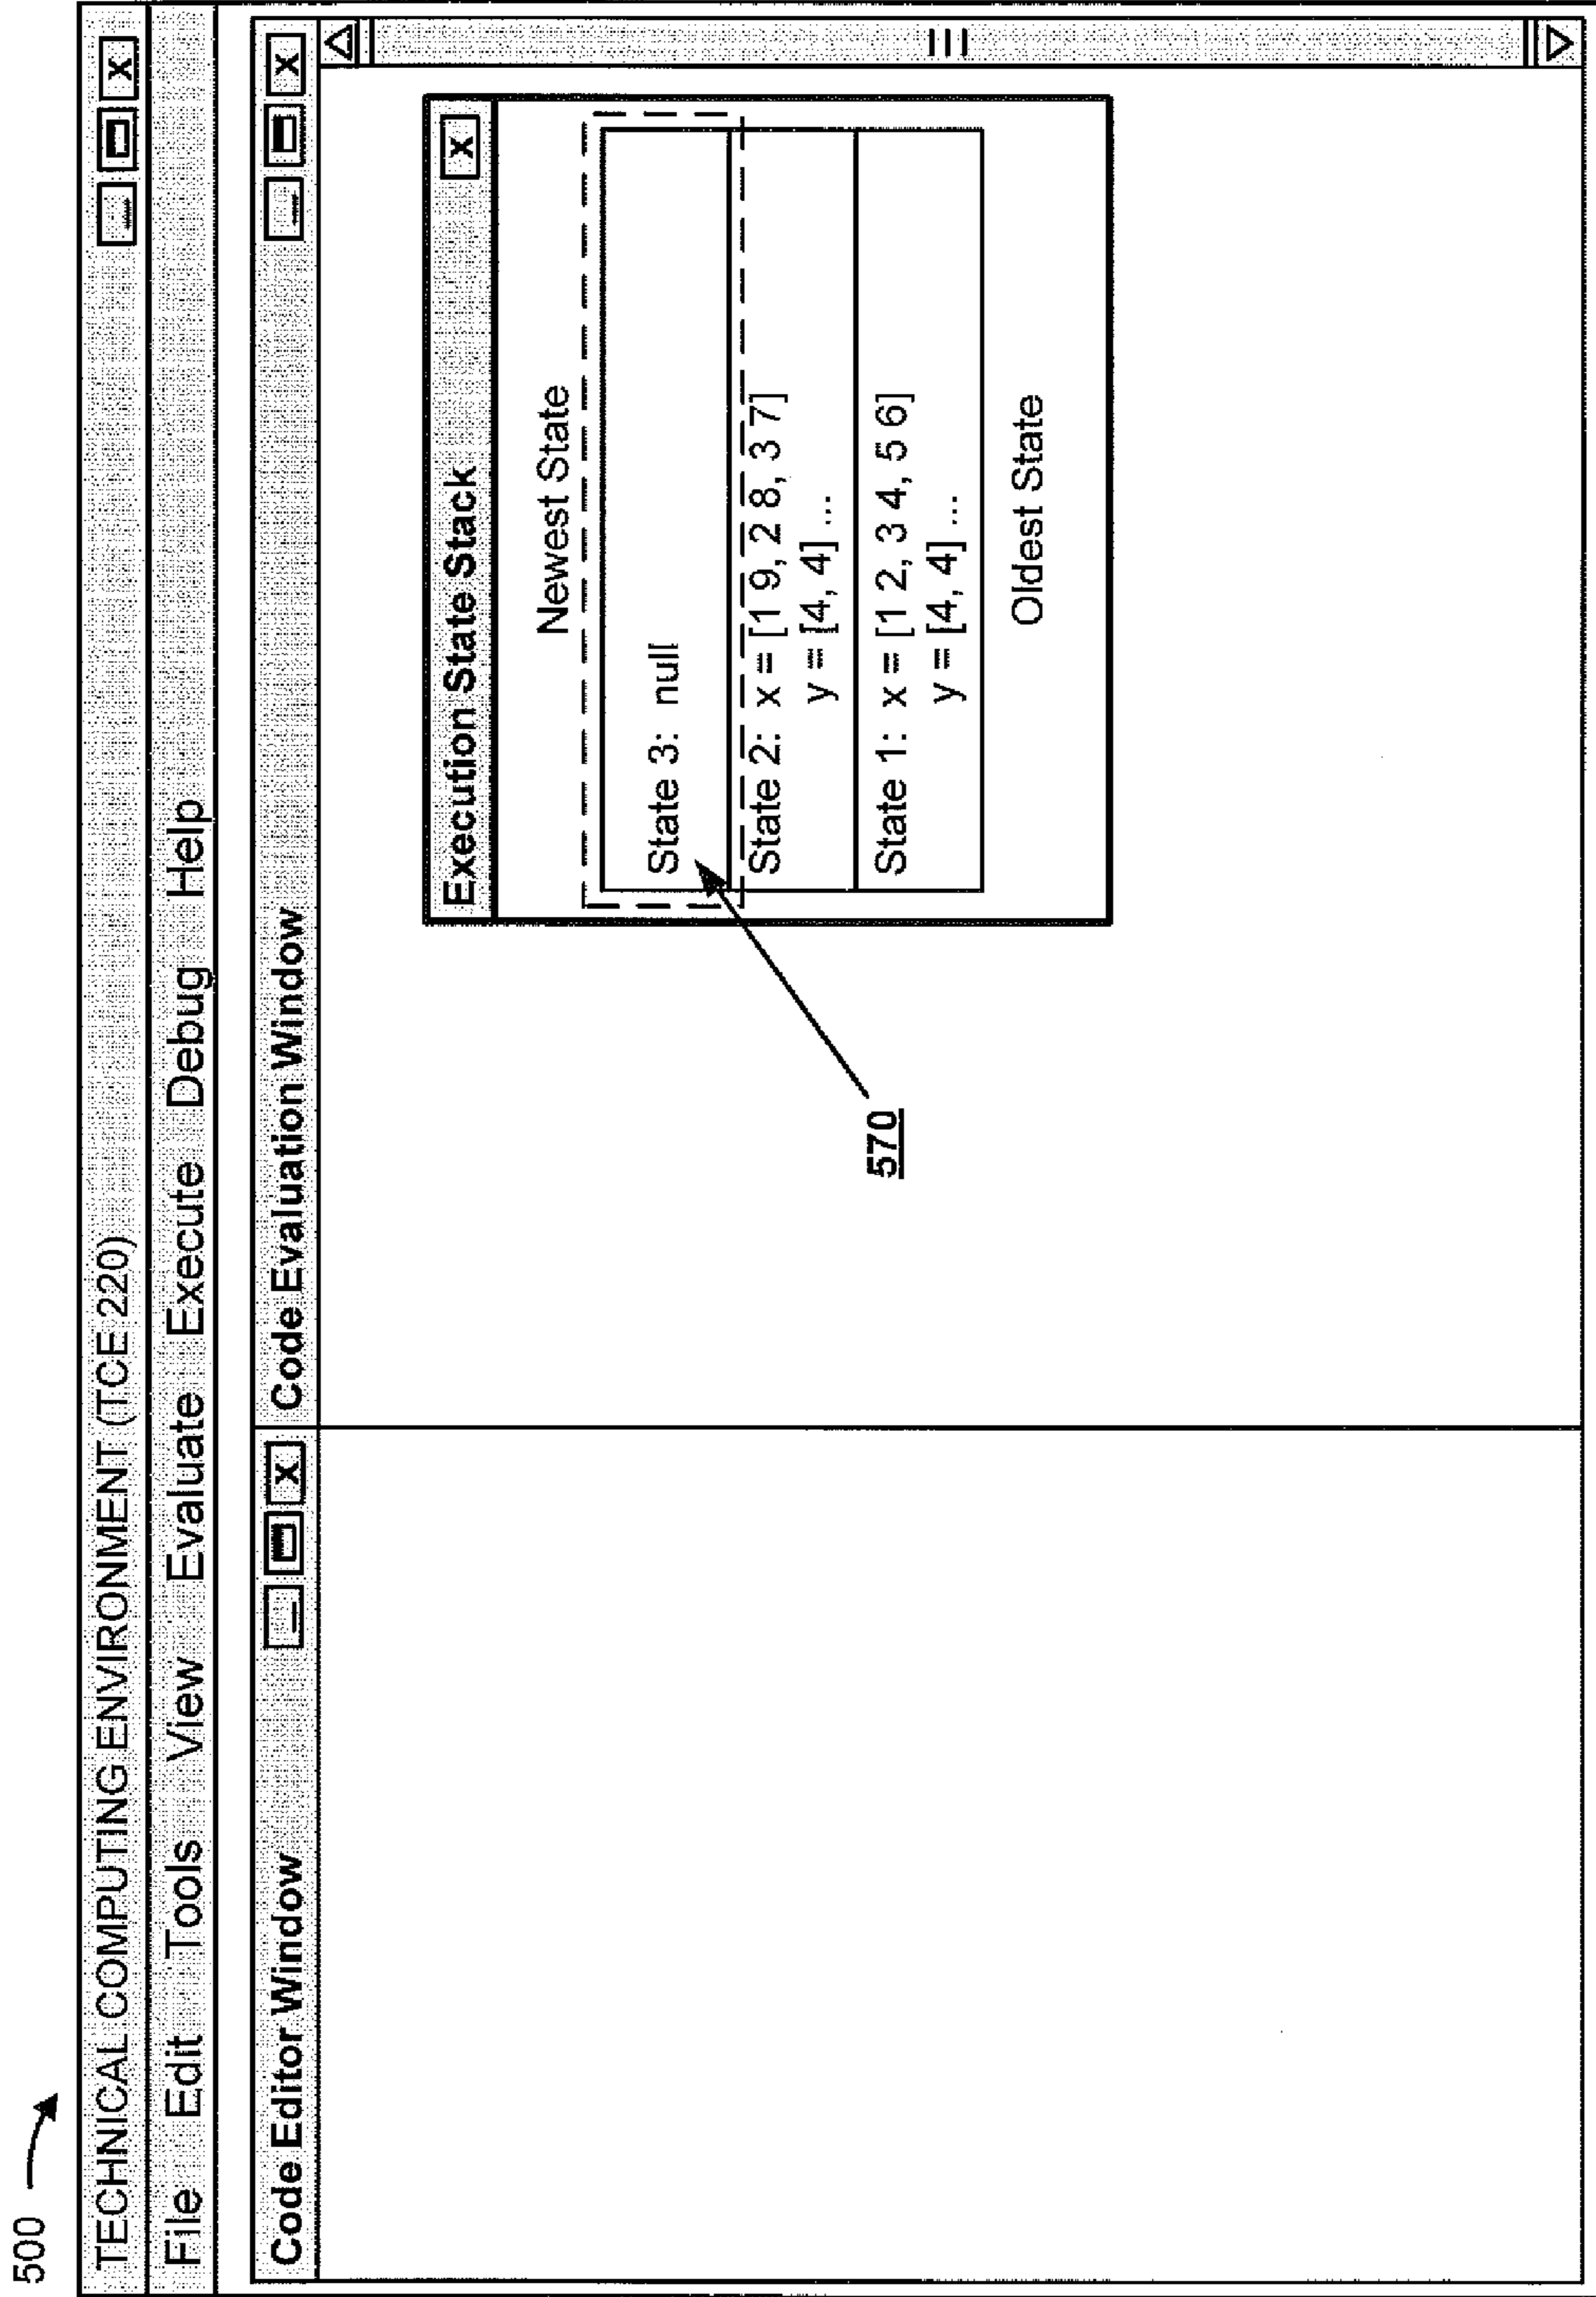 500
TECHNICAL COMPUTING ENVIRONMENT (TCE 220)
File Edit Tools View Evaluate Execute Debug Help
Code Editor Window
Code Evaluation Window
Execution State Stack
Newest State
State 3: null
State 2: x = [1 9, 2 8, 3 7]
y = [4, 4] ...
State 1: x = [1 2, 3 4, 5 6]
y = [4, 4] ...
Oldest State
570